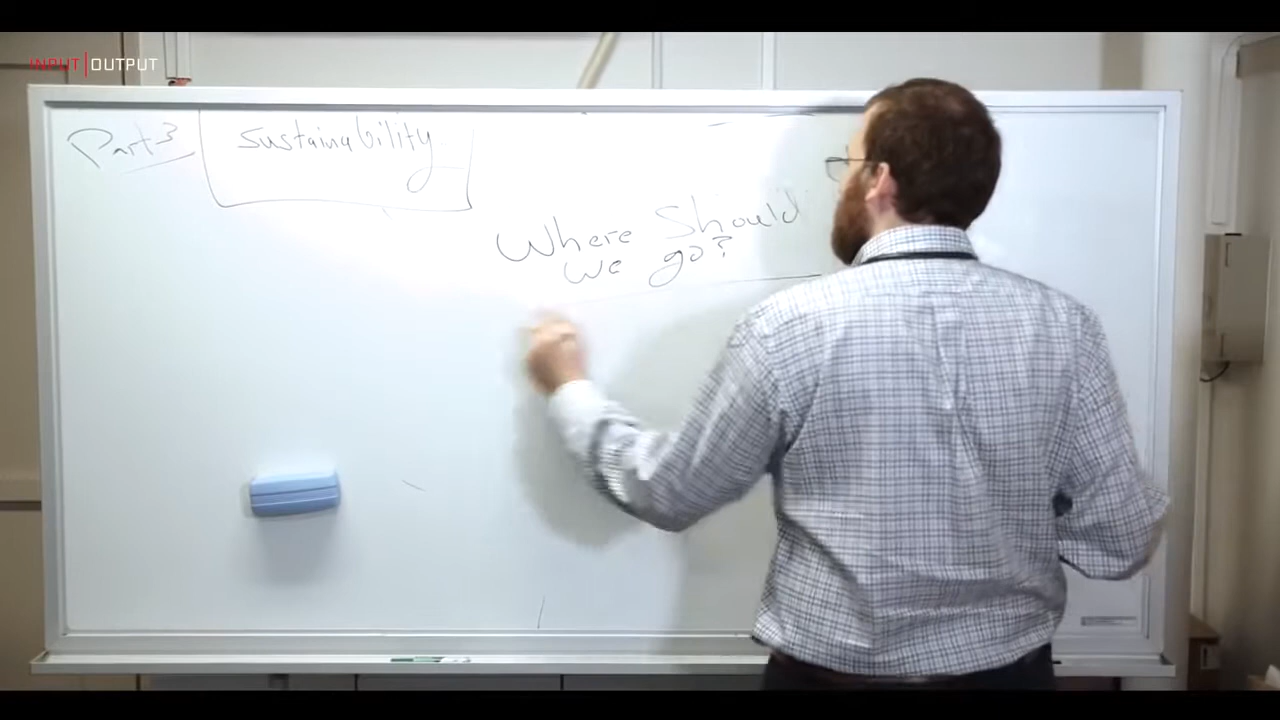 INPUT|OUTPUT
Part 3
Sustainability
Where Should
we go?